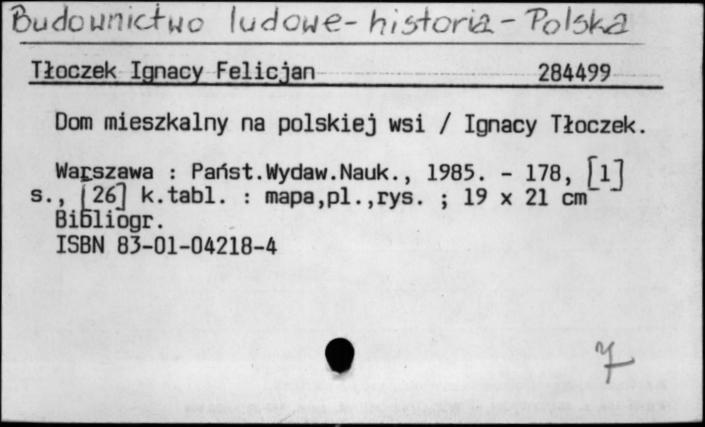 Budownictwo ludowe - historia - Polska
Tłoczek Ignacy Felicjan 284499
Dom mieszkalny na polskiej wsi / Ignacy Tłoczek.
Warszawa : Państ.Wydaw.Nauk., 1985. - 178, [1]
s., [26] k.tabl. : mapa,pl.,rys. ; 19 x 21 cm
Bibliogr.
ISBN 83-01-04218-4